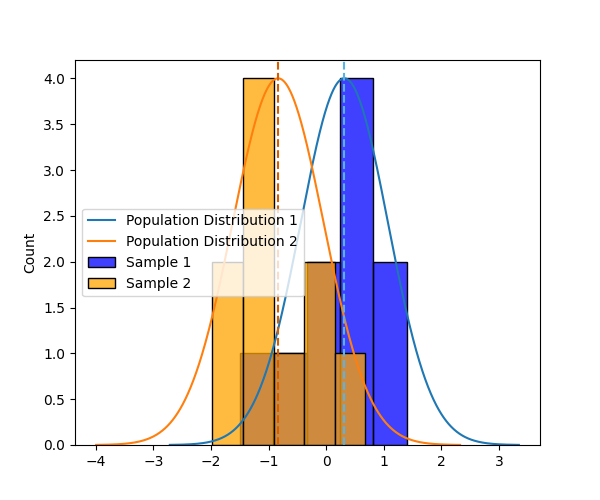 4.0
3.5
3.0
2.5
2.0
1.5
1.0
0.5
0.0
Count
Population Distribution 1
Population Distribution 2
Sample 1
Sample 2
−4 −3 −2 −1 0 1 2 3